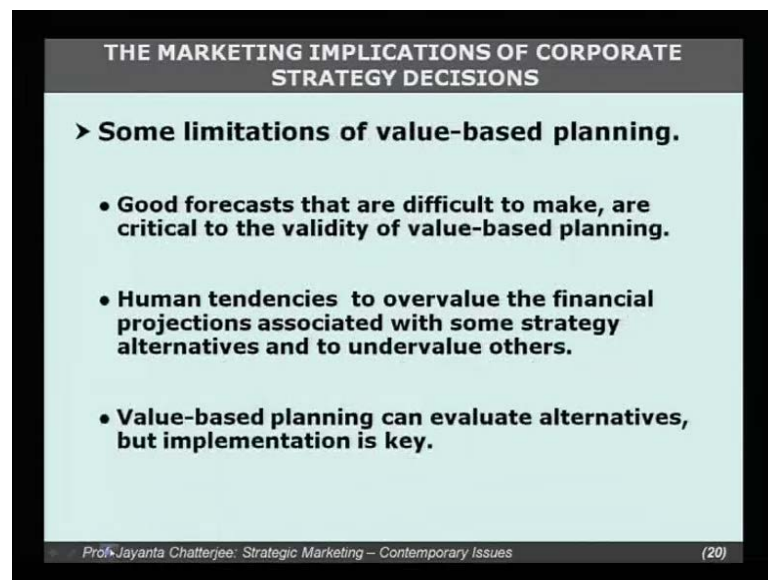 THE MARKETING IMPLICATIONS OF CORPORATE
STRATEGY DECISIONS
➤ Some limitations of value-based planning.
● Good forecasts that are difficult to make, are
critical to the validity of value-based planning.
● Human tendencies to overvalue the financial
projections associated with some strategy
alternatives and to undervalue others.
● Value-based planning can evaluate alternatives,
but implementation is key.
Prof. Jayanta Chatterjee: Strategic Marketing – Contemporary Issues (20)